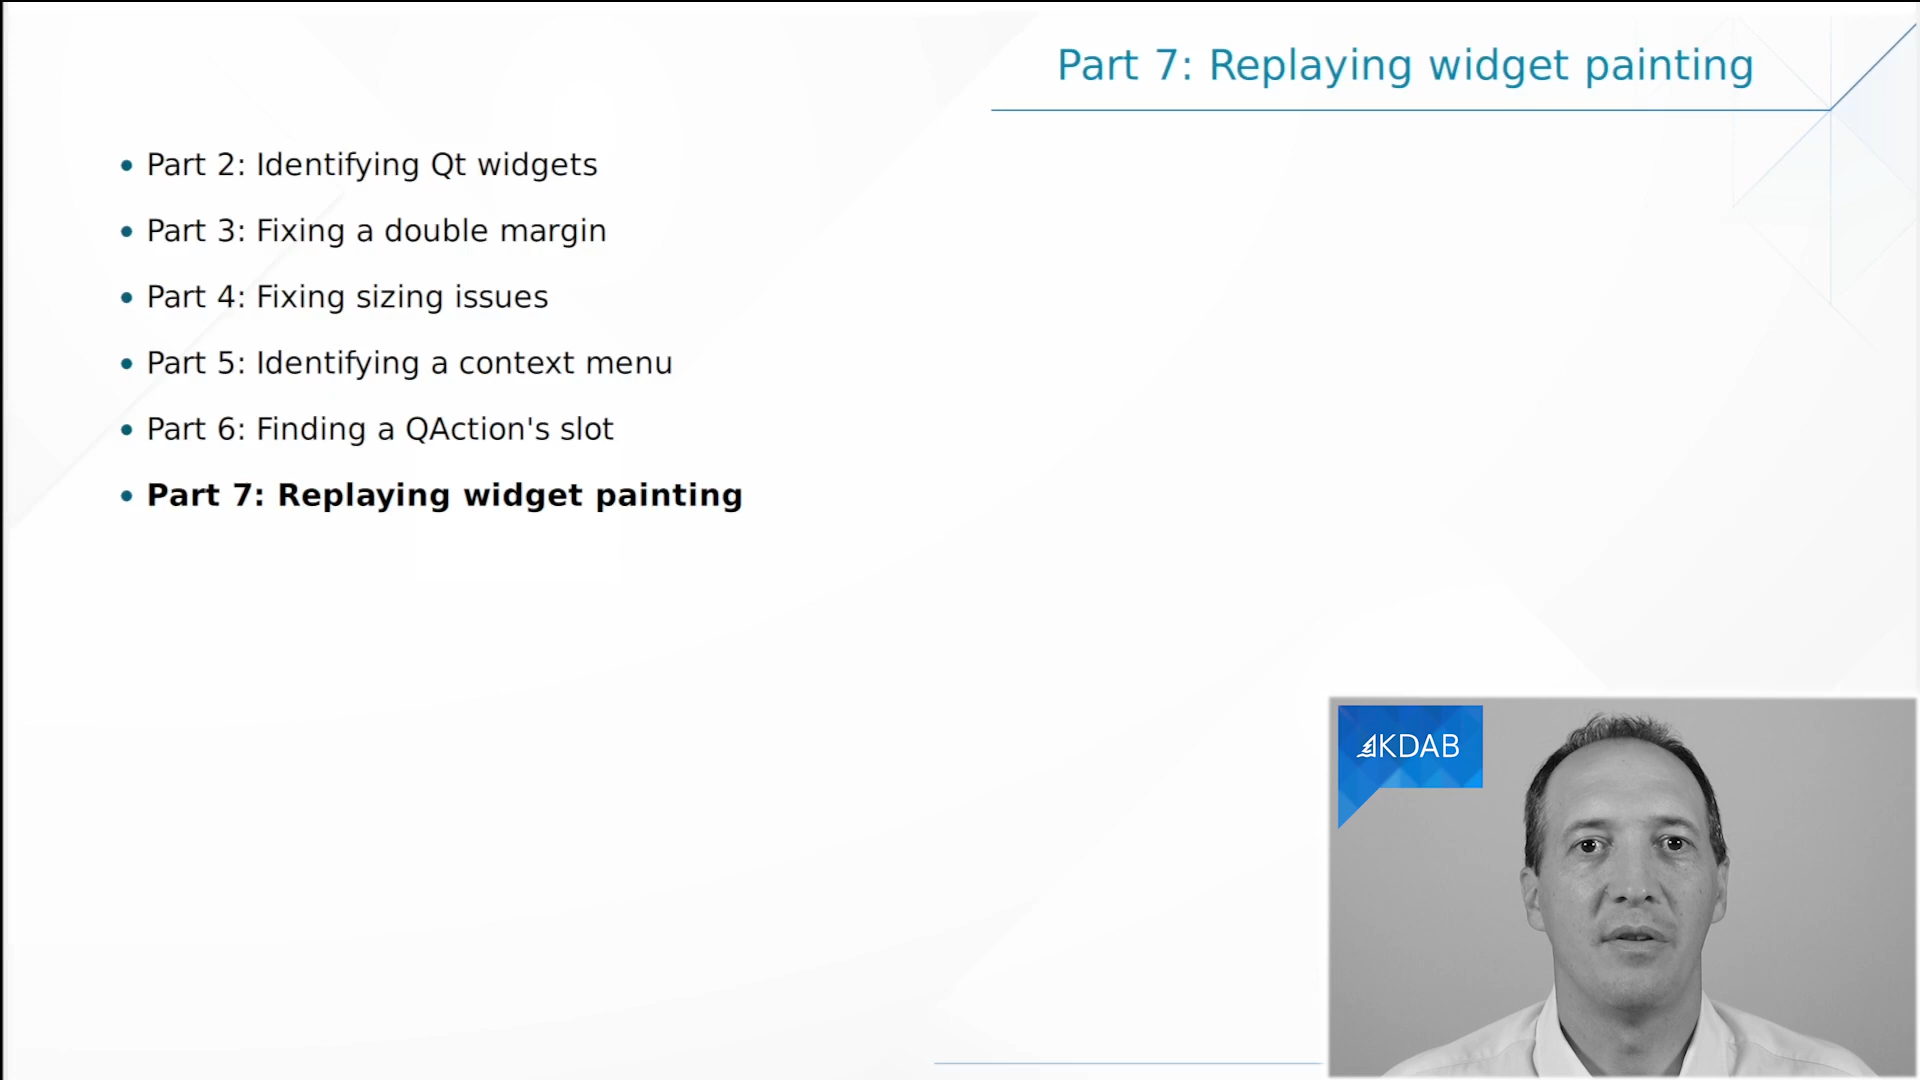 Part 7: Replaying widget painting
Part 2: Identifying Qt widgets
Part 3: Fixing a double margin
Part 4: Fixing sizing issues
Part 5: Identifying a context menu
Part 6: Finding a QAction's slot
Part 7: Replaying widget painting
KDAB